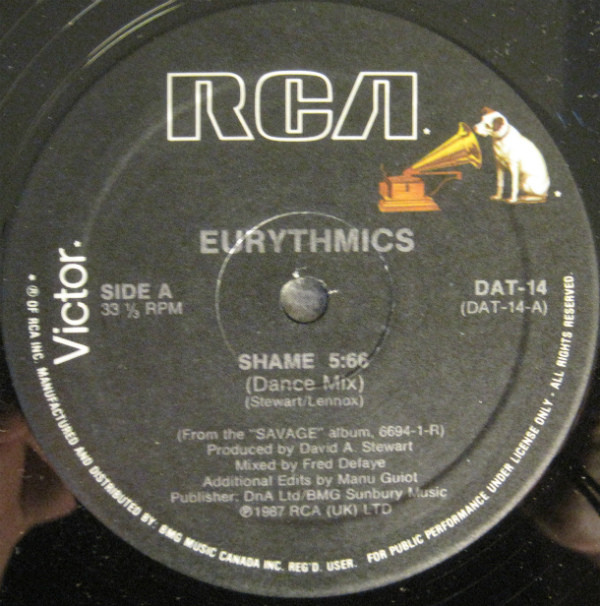 RCA.
EURYTHMICS
Victor.
SIDE A
33 ⅓ RPM
DAT-14
(DAT-14-A)
SHAME 5:66
(Dance Mix)
(Stewart/Lennox)
(From the "SAVAGE" album, 6694-1-R)
Produced by David A. Stewart
Mixed by Fred Defaye
Additional Edits by Manu Guiot
Publisher: DnA Ltd/BMG Sunbury Music
℗1987 RCA (UK) LTD
• ℗ OF RCA INC. MANUFACTURED AND DISTRIBUTED BY BMG MUSIC CANADA INC. REG'D. USER. FOR PUBLIC PERFORMANCE UNDER LICENSE ONLY · ALL RIGHTS RESERVED.